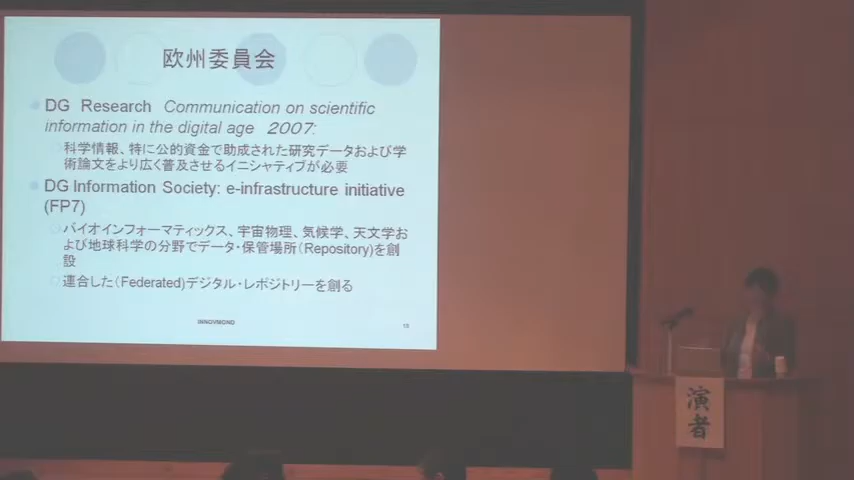 欧州委員会
DG Research Communication on scientific
information in the digital age 2007:
科学情報、特に公的資金で助成された研究データおよび学
術論文をより広く普及させるイニシャティブが必要
DG Information Society: e-infrastructure initiative
(FP7)
バイオインフォーマティックス、宇宙物理、気候学、天文学お
よび地球科学の分野でデータ・保管場所(Repository)を創
設
連合した(Federated)デジタル・レポジトリーを創る
INNOVMOND
15
演者